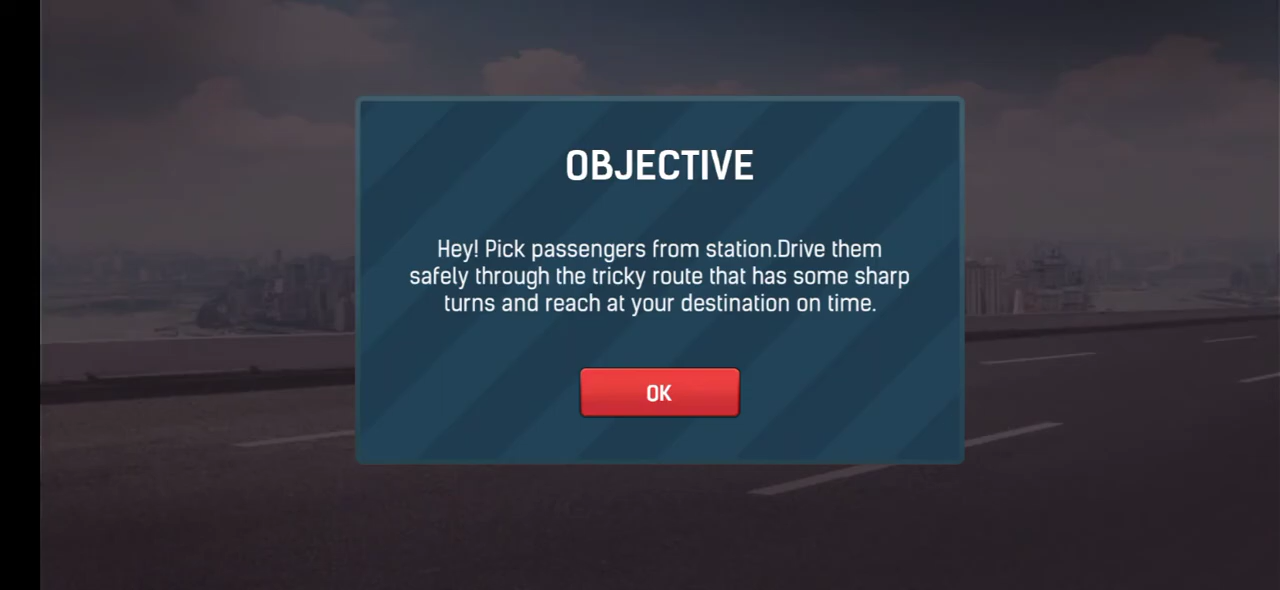 OBJECTIVE
Hey! Pick passengers from station.Drive them
safely through the tricky route that has some sharp
turns and reach at your destination on time.
OK